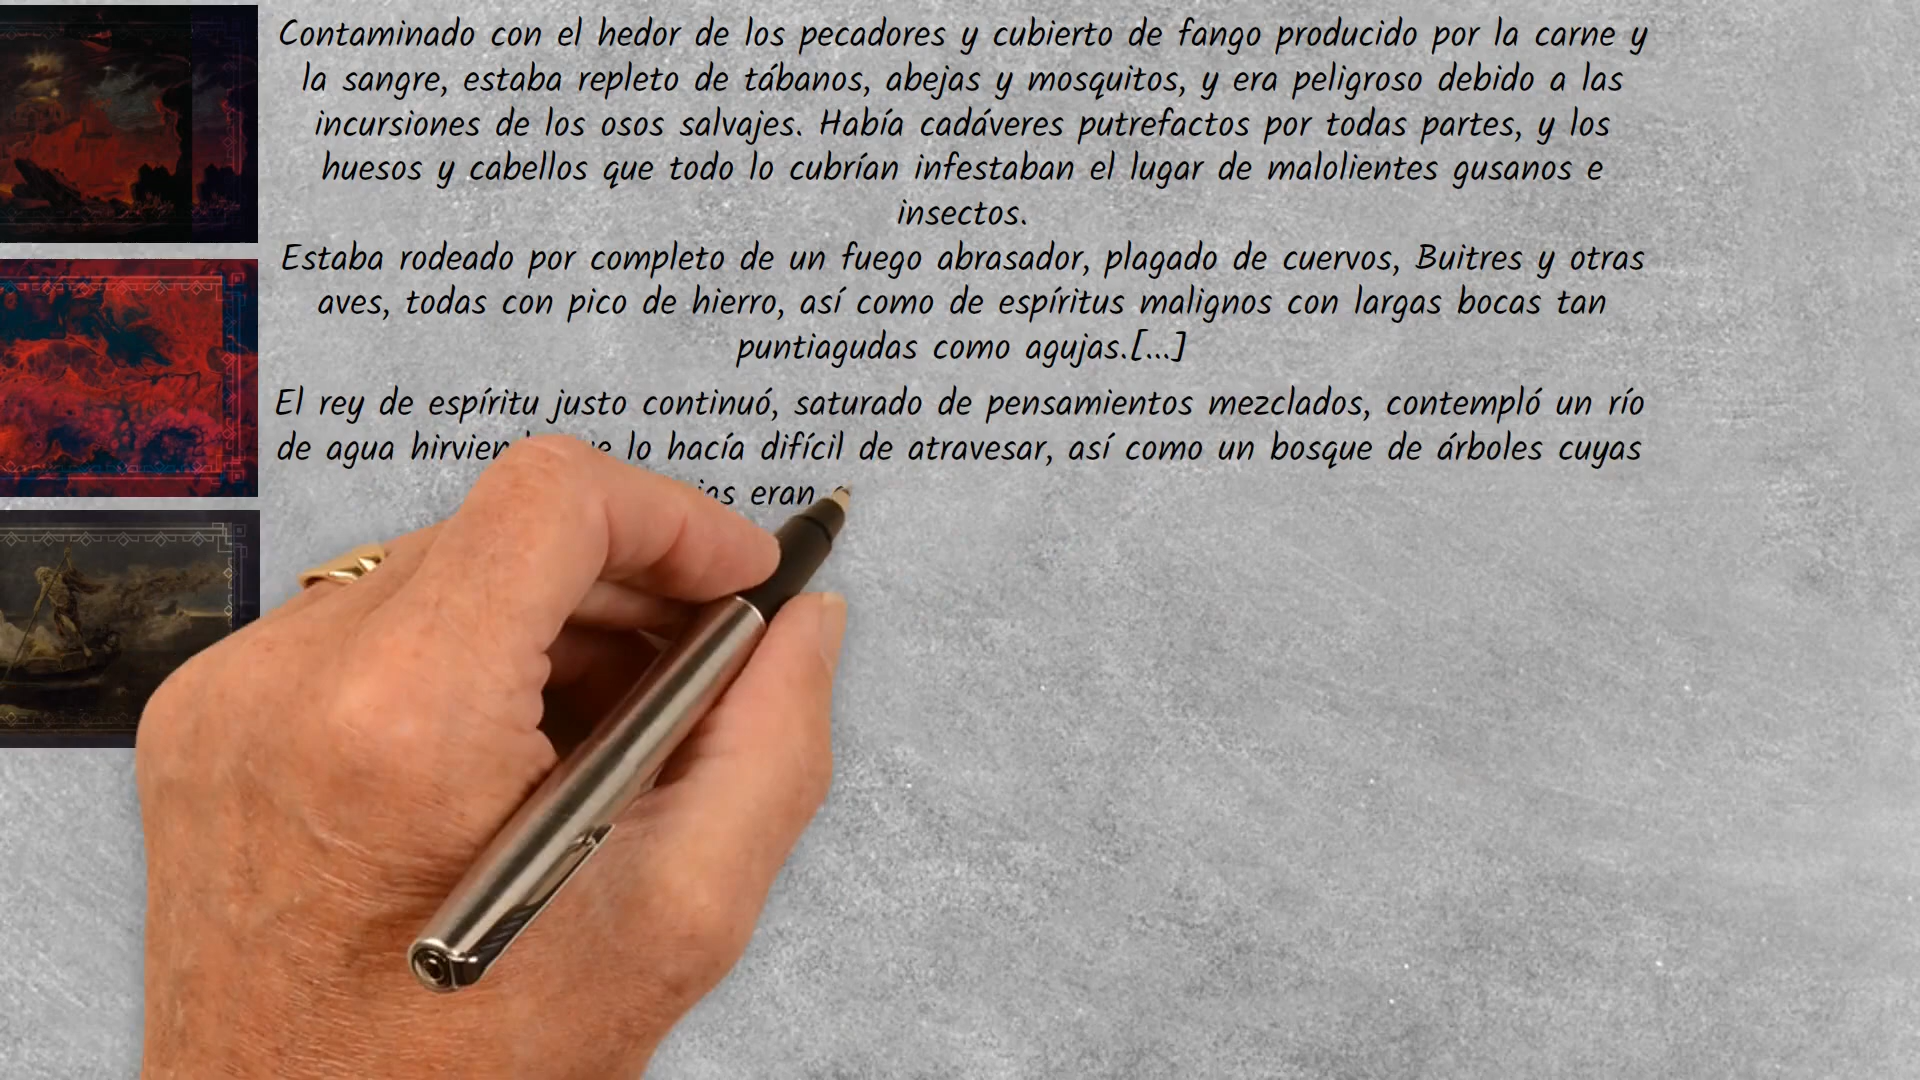 Contaminado con el hedor de los pecadores y cubierto de fango producido por la carne y
la sangre, estaba repleto de tábanos, abejas y mosquitos, y era peligroso debido a las
incursiones de los osos salvajes. Había cadáveres putrefactos por todas partes, y los
huesos y cabellos que todo lo cubrían infestaban el lugar de malolientes gusanos e
insectos.
Estaba rodeado por completo de un fuego abrasador, plagado de cuervos, Buitres y otras
aves, todas con pico de hierro, así como de espíritus malignos con largas bocas tan
puntiagudas como agujas.[...]
El rey de espíritu justo continuó, saturado de pensamientos mezclados, contempló un río
de agua lo hacía difícil de atravesar, así como un bosque de árboles cuyas
eran